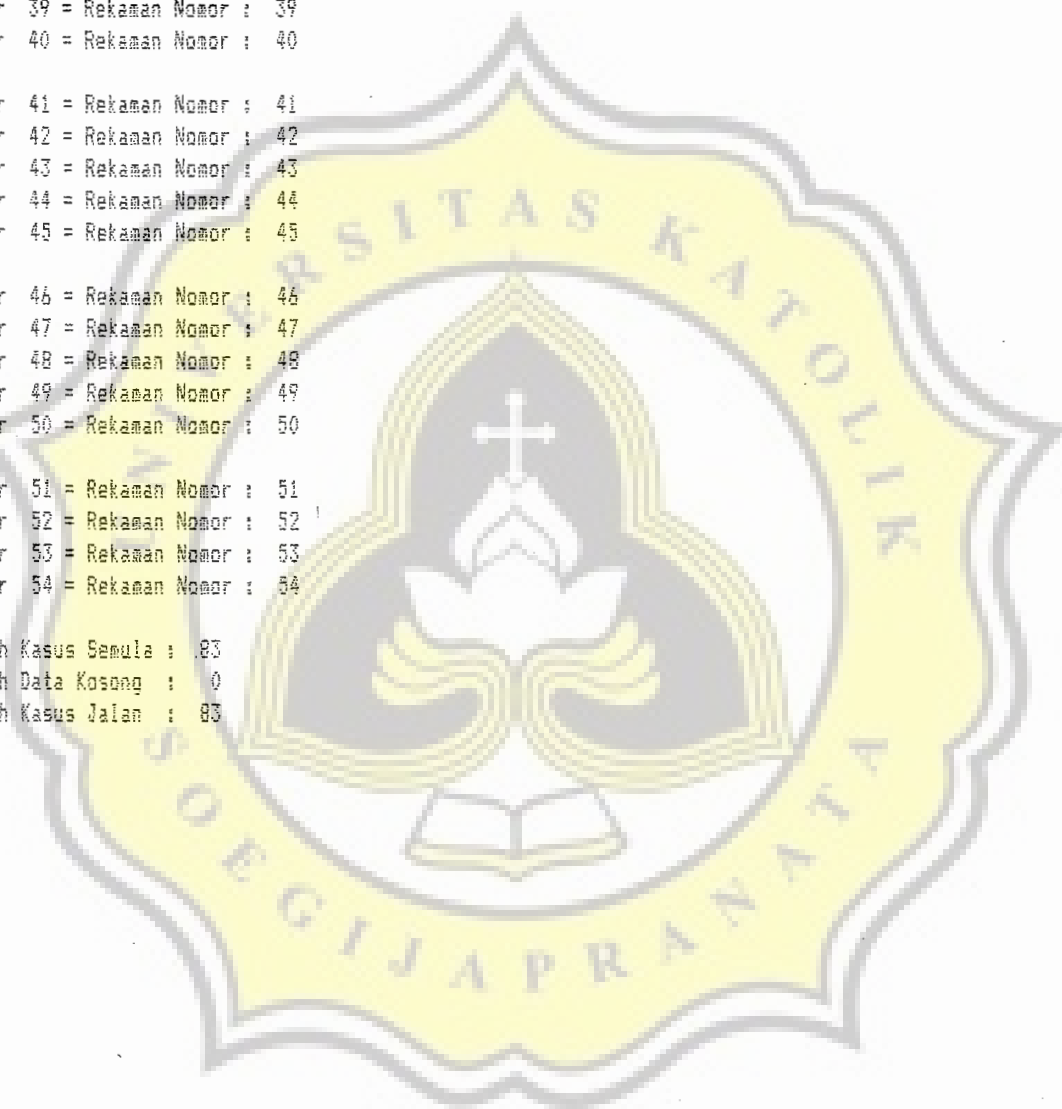 r 39 = Rekaman Nomor : 39
r 40 = Rekaman Nomor : 40
r 41 = Rekaman Nomor : 41
r 42 = Rekaman Nomor : 42
r 43 = Rekaman Nomor : 43
r 44 = Rekaman Nomor : 44
r 45 = Rekaman Nomor : 45
r 46 = Rekaman Nomor : 46
r 47 = Rekaman Nomor : 47
r 48 = Rekaman Nomor : 48
r 49 = Rekaman Nomor : 49
r 50 = Rekaman Nomor : 50
r 51 = Rekaman Nomor : 51
r 52 = Rekaman Nomor : 52
r 53 = Rekaman Nomor : 53
r 54 = Rekaman Nomor : 54
h Kasus Semula : 83
h Data Kosong : 0
h Kasus Jalan : 83
UNIVERSITAS KATOLIK
SOEGIJAPRANATA